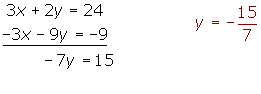 3x + 2y = 24
y = -15/7
-3x - 9y = -9
-7y = 15